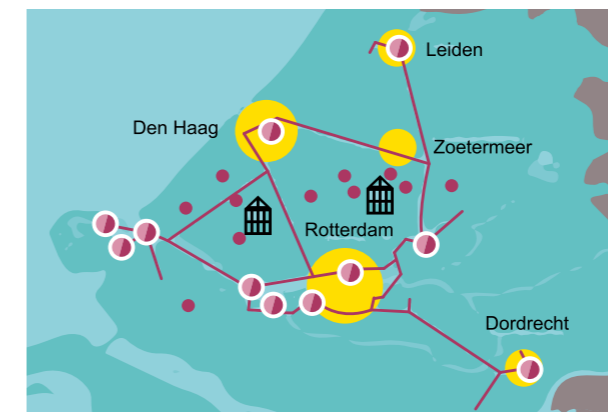 Leiden
Den Haag
Zoetermeer
Rotterdam
Dordrecht